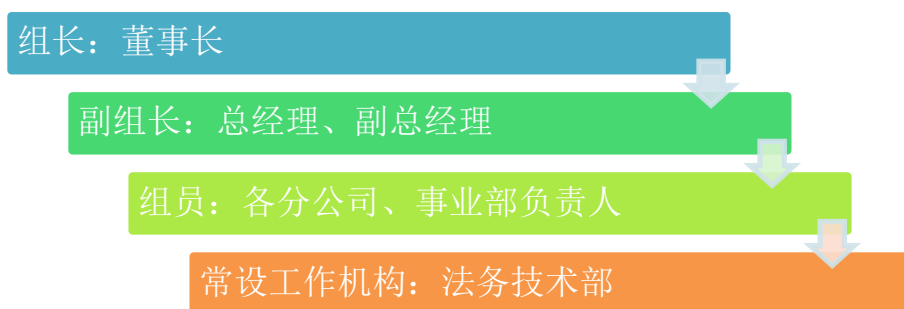 组长：董事长
副组长：总经理、副总经理
组员：各分公司、事业部负责人
常设工作机构：法务技术部